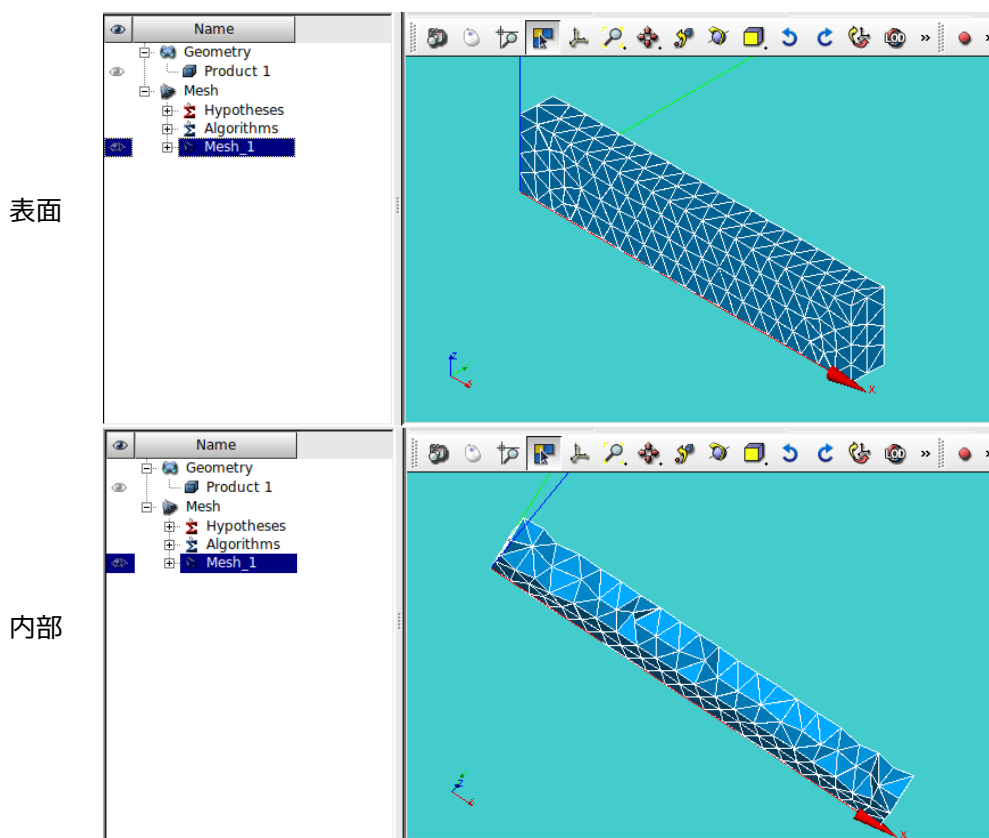 表面
Name
Geometry
Product 1
Mesh
Hypotheses
Algorithms
Mesh_1
»
z
x
内部
Name
Geometry
Product 1
Mesh
Hypotheses
Algorithms
Mesh_1
»
z
x